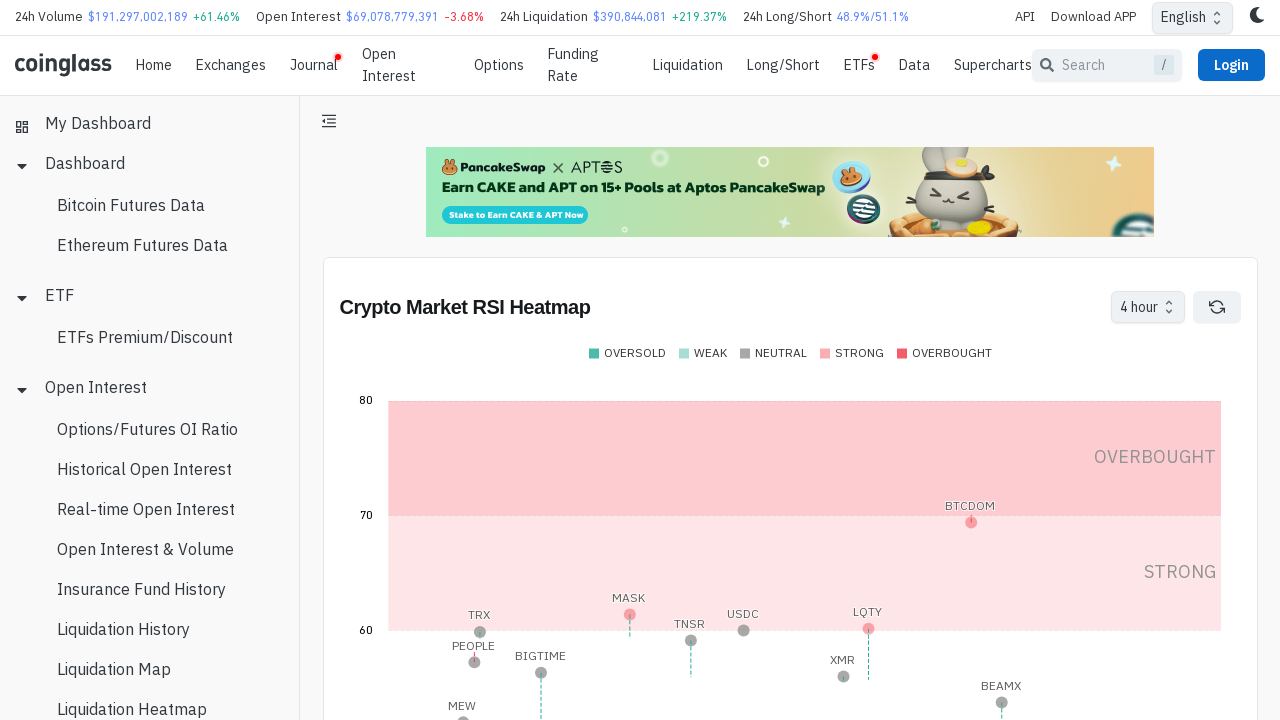 24h Volume $191,297,002,189 +61.46% Open Interest $69,078,779,391 -3.68% 24h Liquidation $390,844,081 +219.37% 24h Long/Short 48.9%/51.1% API Download APP English
coinglass Home Exchanges Journal Open Interest Options Funding Rate Liquidation Long/Short ETFs Data Supercharts Search / Login
My Dashboard
Dashboard
Bitcoin Futures Data
Ethereum Futures Data
ETF
ETFs Premium/Discount
Open Interest
Options/Futures OI Ratio
Historical Open Interest
Real-time Open Interest
Open Interest & Volume
Insurance Fund History
Liquidation History
Liquidation Map
Liquidation Heatmap
PancakeSwap × APTOS
Earn CAKE and APT on 15+ Pools at Aptos PancakeSwap
Stake to Earn CAKE & APT Now
Crypto Market RSI Heatmap 4 hour
OVERSOLD WEAK NEUTRAL STRONG OVERBOUGHT
80
OVERBOUGHT
BTCDOM
70
STRONG
MASK
LQTY
TRX
USDC
TNSR
60
PEOPLE
BIGTIME
XMR
BEAMX
MEW